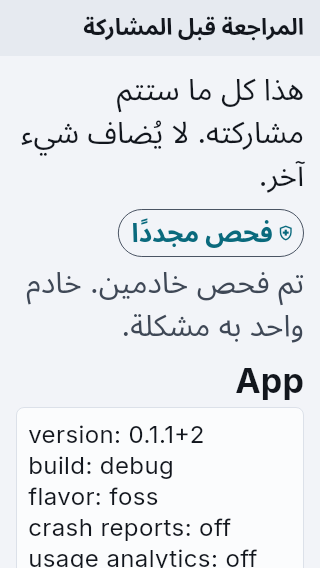 المراجعة قبل المشاركة
هذا كل ما ستتم
مشاركته. لا يُضاف شيء
آخر.
فحص مجددًا
تم فحص خادمين. خادم
واحد به مشكلة.
App
version: 0.1.1+2
build: debug
flavor: foss
crash reports: off
usage analytics: off